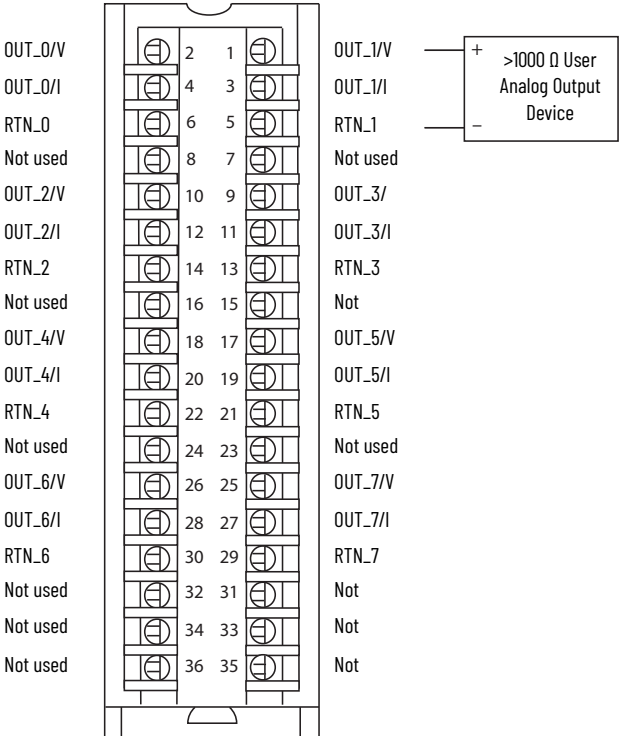 OUT_0/V 2 1 OUT_1/V + >1000 Ω User
OUT_0/I 4 3 OUT_1/I Analog Output
RTN_0 6 5 RTN_1 – Device
Not used 8 7 Not used
OUT_2/V 10 9 OUT_3/
OUT_2/I 12 11 OUT_3/I
RTN_2 14 13 RTN_3
Not used 16 15 Not
OUT_4/V 18 17 OUT_5/V
OUT_4/I 20 19 OUT_5/I
RTN_4 22 21 RTN_5
Not used 24 23 Not used
OUT_6/V 26 25 OUT_7/V
OUT_6/I 28 27 OUT_7/I
RTN_6 30 29 RTN_7
Not used 32 31 Not
Not used 34 33 Not
Not used 36 35 Not